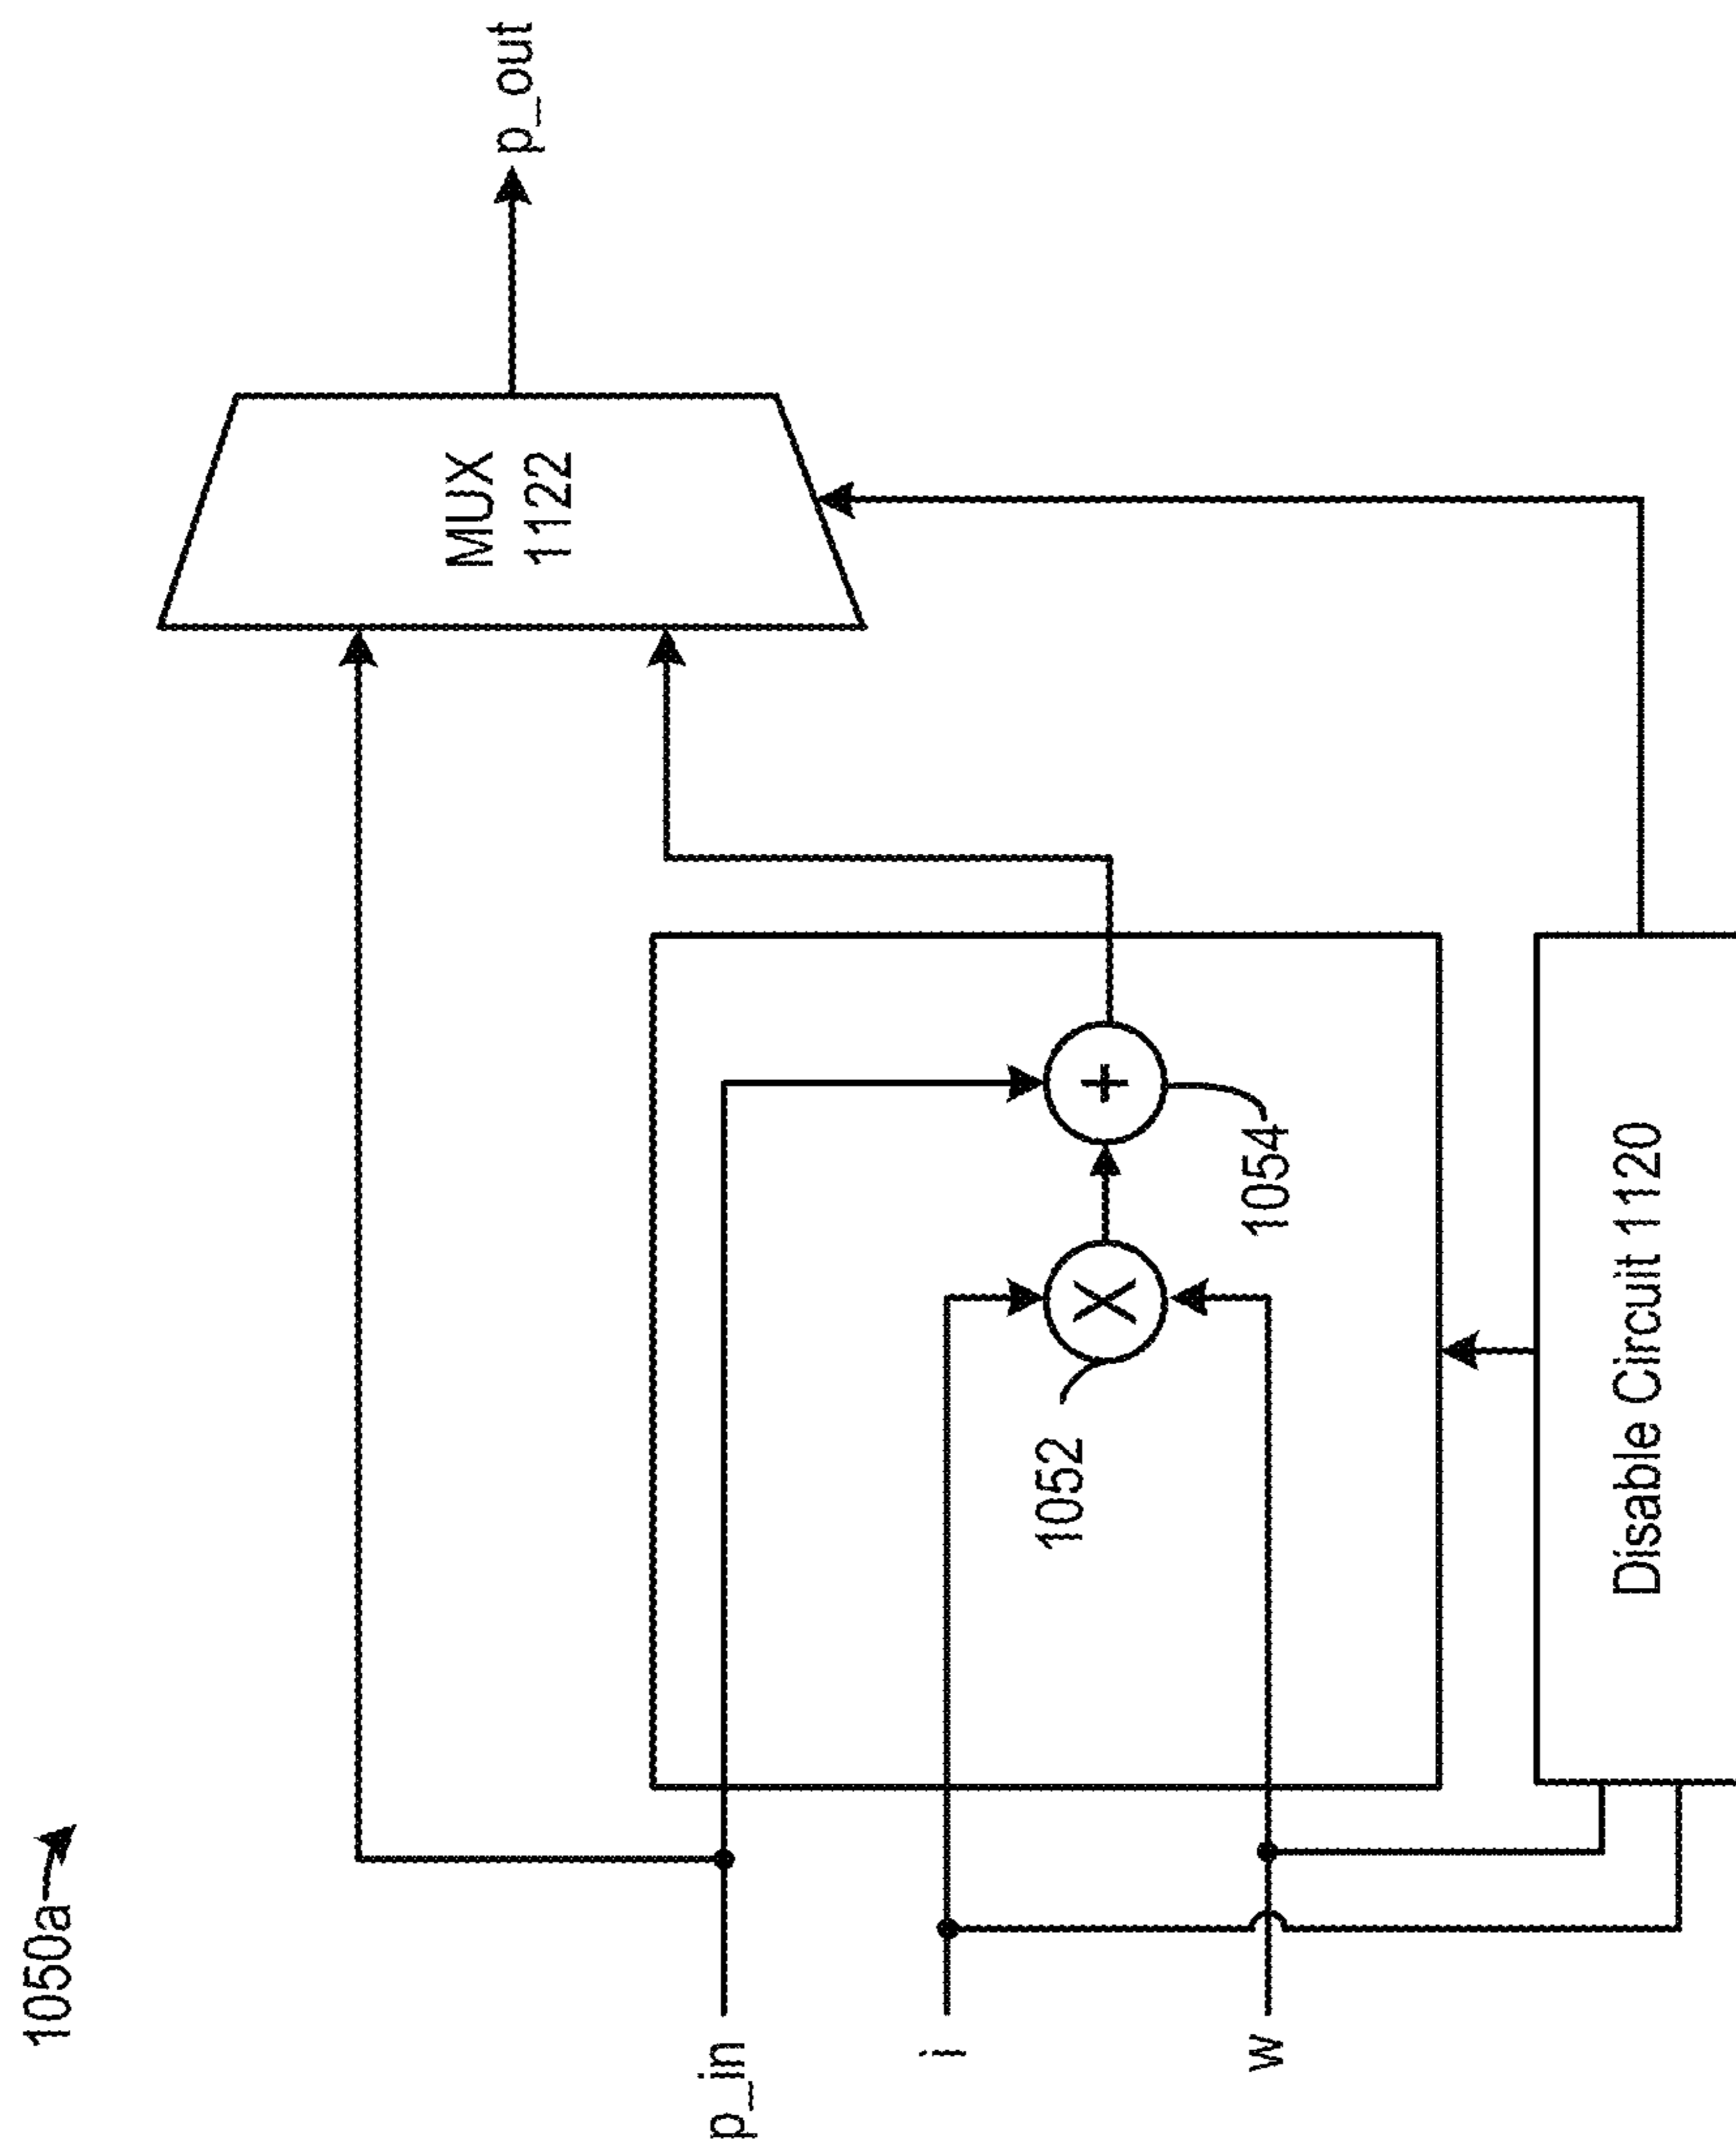 1050a
MUX
1122
p_out
p_in
i
w
X
+
1052
1054
Disable Circuit 1120